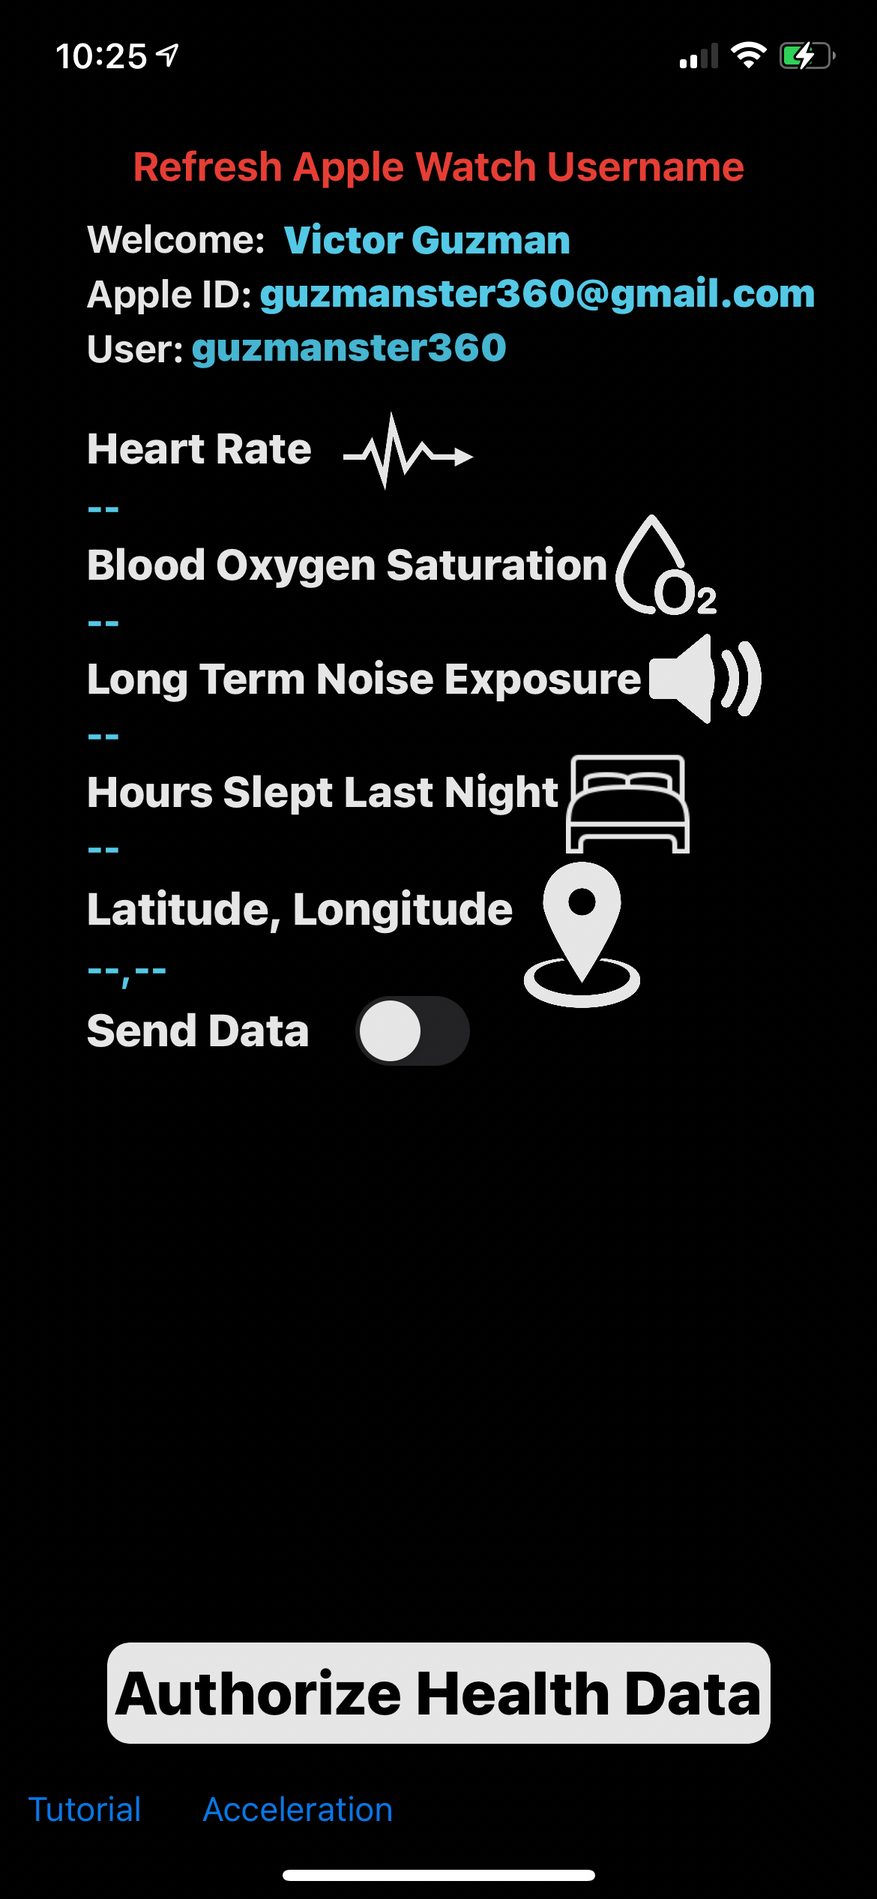 10:25
Refresh Apple Watch Username
Welcome: Victor Guzman
Apple ID: guzmanster360@gmail.com
User: guzmanster360
Heart Rate
--
Blood Oxygen Saturation O2
--
Long Term Noise Exposure
--
Hours Slept Last Night
--
Latitude, Longitude
--,--
Send Data
Authorize Health Data
Tutorial Acceleration